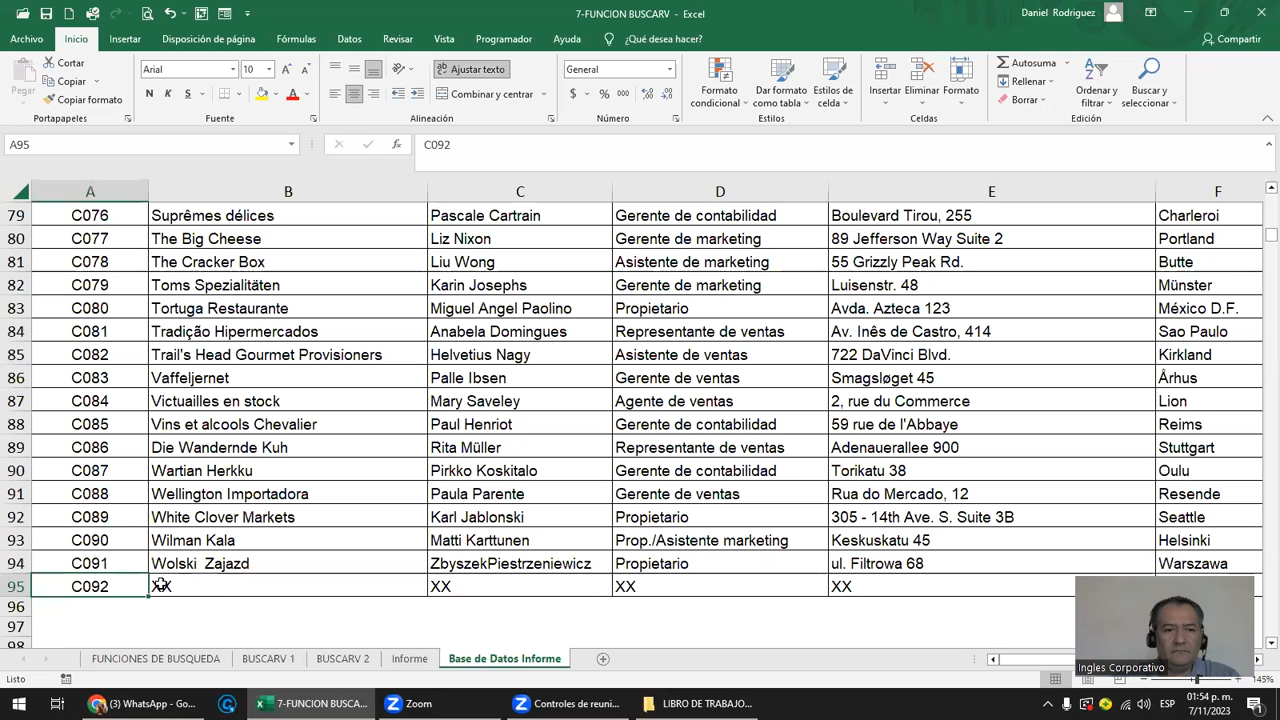 7-FUNCION BUSCARV - Excel
Daniel Rodriguez
Archivo Inicio Insertar Disposición de página Fórmulas Datos Revisar Vista Programador Ayuda ¿Qué desea hacer? Compartir
Pegar
Cortar
Copiar
Copiar formato
Portapapeles
Arial 10
N K S
Fuente
Ajustar texto
Combinar y centrar
Alineación
General
$ % 000
Número
Formato condicional
Dar formato como tabla
Estilos de celda
Estilos
Insertar Eliminar Formato
Celdas
Autosuma
Rellenar
Borrar
Ordenar y filtrar
Buscar y seleccionar
Edición
A95 fx C092
A B C D E F
79 C076 Suprêmes délices Pascale Cartrain Gerente de contabilidad Boulevard Tirou, 255 Charleroi
80 C077 The Big Cheese Liz Nixon Gerente de marketing 89 Jefferson Way Suite 2 Portland
81 C078 The Cracker Box Liu Wong Asistente de marketing 55 Grizzly Peak Rd. Butte
82 C079 Toms Spezialitäten Karin Josephs Gerente de marketing Luisenstr. 48 Münster
83 C080 Tortuga Restaurante Miguel Angel Paolino Propietario Avda. Azteca 123 México D.F.
84 C081 Tradição Hipermercados Anabela Domingues Representante de ventas Av. Inês de Castro, 414 Sao Paulo
85 C082 Trail's Head Gourmet Provisioners Helvetius Nagy Asistente de ventas 722 DaVinci Blvd. Kirkland
86 C083 Vaffeljernet Palle Ibsen Gerente de ventas Smagsløget 45 Århus
87 C084 Victuailles en stock Mary Saveley Agente de ventas 2, rue du Commerce Lion
88 C085 Vins et alcools Chevalier Paul Henriot Gerente de contabilidad 59 rue de l'Abbaye Reims
89 C086 Die Wandernde Kuh Rita Müller Representante de ventas Adenauerallee 900 Stuttgart
90 C087 Wartian Herkku Pirkko Koskitalo Gerente de contabilidad Torikatu 38 Oulu
91 C088 Wellington Importadora Paula Parente Gerente de ventas Rua do Mercado, 12 Resende
92 C089 White Clover Markets Karl Jablonski Propietario 305 - 14th Ave. S. Suite 3B Seattle
93 C090 Wilman Kala Matti Karttunen Prop./Asistente marketing Keskuskatu 45 Helsinki
94 C091 Wolski Zajazd ZbyszekPiestrzeniewicz Propietario ul. Filtrowa 68 Warszawa
95 C092 XX XX XX XX
96
97
98
Ingles Corporativo
FUNCIONES DE BUSQUEDA BUSCARV 1 BUSCARV 2 Informe Base de Datos Informe
Listo 145%
(3) WhatsApp - Go... 7-FUNCION BUSCA... Zoom Controles de reuni... LIBRO DE TRABAJO... ESP 01:54 p. m.
7/11/2023